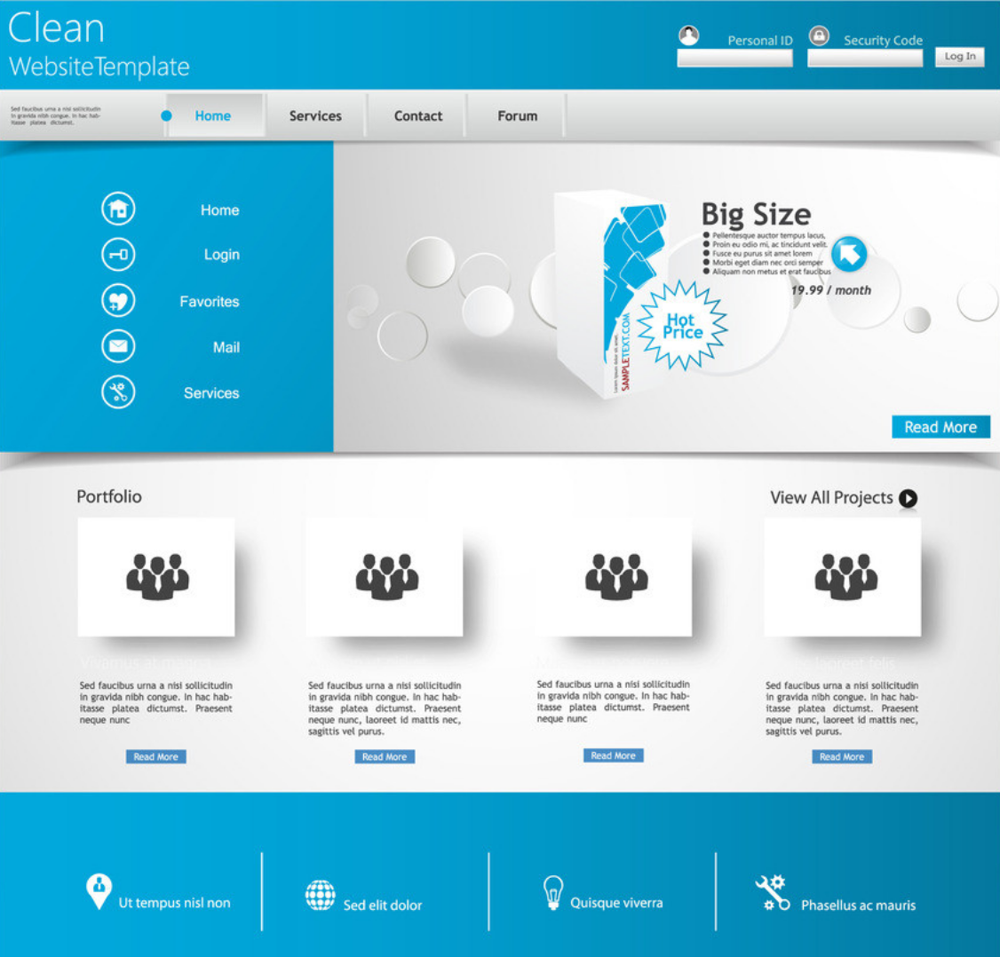 Clean
WebsiteTemplate
Personal ID
Security Code
Log In
Sed faucibus urna a nisi sollicitudin
in gravida nibh congue. In hac hab-
itasse platea dictumst.
Home
Services
Contact
Forum
Home
Login
Favorites
Mail
Services
Big Size
Pellentesque auctor tempus lacus,
Proin eu odio mi, ac tincidunt velit.
Fusce eu purus sit amet lorem
Morbi eget diam nec orci semper
Aliquam non metus et erat faucibus
19.99 / month
Hot
Price
Lorem ipsum dolor sit amet,
SAMPLETEXT.COM
Read More
Portfolio
View All Projects
Vivamus at magna
laoreet felis
Sed faucibus urna a nisi sollicitudin
in gravida nibh congue. In hac hab-
itasse platea dictumst. Praesent
neque nunc
Read More
Sed faucibus urna a nisi sollicitudin
in gravida nibh congue. In hac hab-
itasse platea dictumst. Praesent
neque nunc, laoreet id mattis nec,
sagittis vel purus.
Read More
Sed faucibus urna a nisi sollicitudin
in gravida nibh congue. In hac hab-
itasse platea dictumst. Praesent
neque nunc
Read More
Sed faucibus urna a nisi sollicitudin
in gravida nibh congue. In hac hab-
itasse platea dictumst. Praesent
neque nunc, laoreet id mattis nec,
sagittis vel purus.
Read More
Ut tempus nisl non
Sed elit dolor
Quisque viverra
Phasellus ac mauris